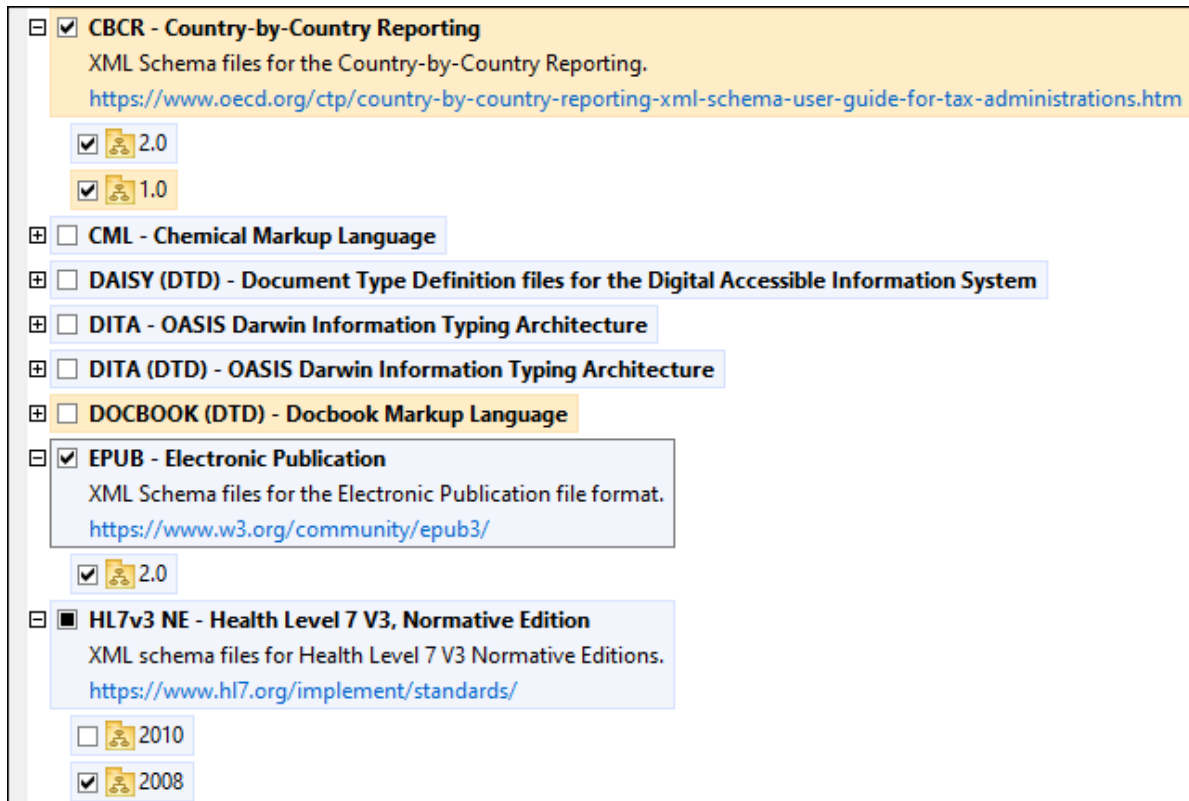 CBCR - Country-by-Country Reporting
XML Schema files for the Country-by-Country Reporting.
https://www.oecd.org/ctp/country-by-country-reporting-xml-schema-user-guide-for-tax-administrations.htm
2.0
1.0
CML - Chemical Markup Language
DAISY (DTD) - Document Type Definition files for the Digital Accessible Information System
DITA - OASIS Darwin Information Typing Architecture
DITA (DTD) - OASIS Darwin Information Typing Architecture
DOCBOOK (DTD) - Docbook Markup Language
EPUB - Electronic Publication
XML Schema files for the Electronic Publication file format.
https://www.w3.org/community/epub3/
2.0
HL7v3 NE - Health Level 7 V3, Normative Edition
XML schema files for Health Level 7 V3 Normative Editions.
https://www.hl7.org/implement/standards/
2010
2008